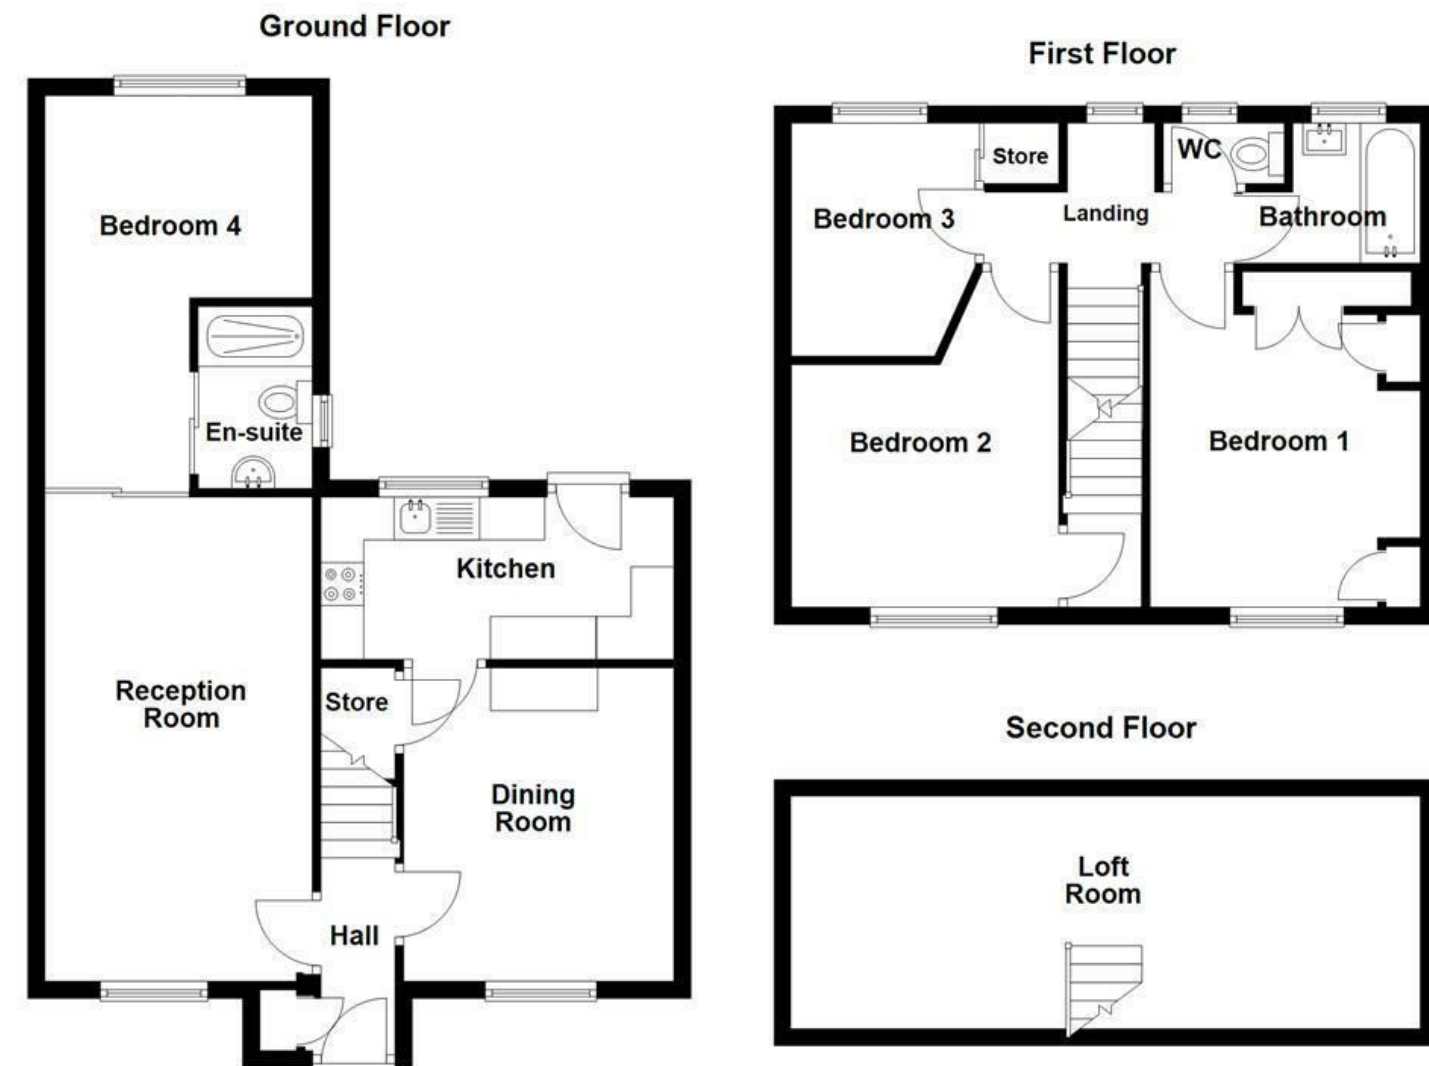 Ground Floor
Bedroom 4
En-suite
Kitchen
Reception
Room
Store
Dining
Room
Hall
First Floor
Store
WC
Bedroom 3
Landing
Bathroom
Bedroom 2
Bedroom 1
Second Floor
Loft
Room